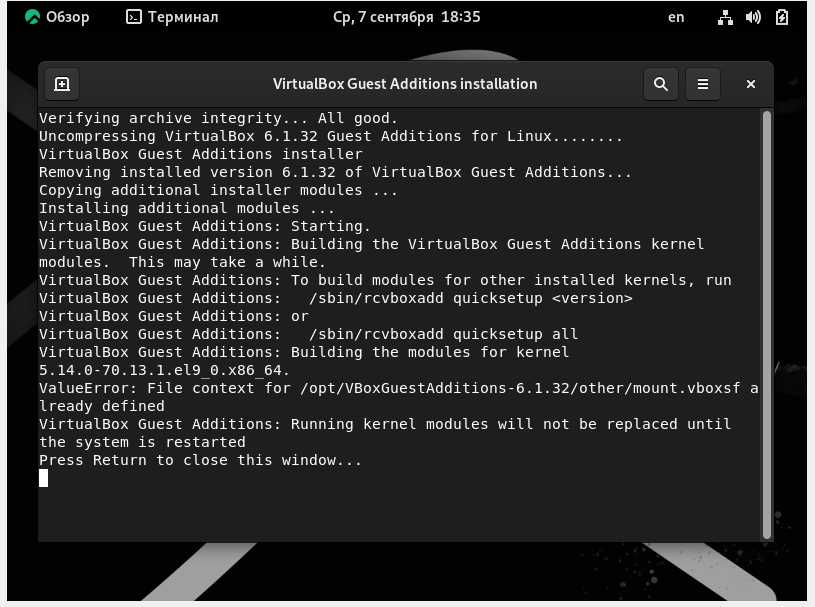 Обзор Терминал Ср, 7 сентября 18:35 en
VirtualBox Guest Additions installation
Verifying archive integrity... All good.
Uncompressing VirtualBox 6.1.32 Guest Additions for Linux........
VirtualBox Guest Additions installer
Removing installed version 6.1.32 of VirtualBox Guest Additions...
Copying additional installer modules ...
Installing additional modules ...
VirtualBox Guest Additions: Starting.
VirtualBox Guest Additions: Building the VirtualBox Guest Additions kernel
modules.  This may take a while.
VirtualBox Guest Additions: To build modules for other installed kernels, run
VirtualBox Guest Additions:   /sbin/rcvboxadd quicksetup <version>
VirtualBox Guest Additions: or
VirtualBox Guest Additions:   /sbin/rcvboxadd quicksetup all
VirtualBox Guest Additions: Building the modules for kernel
5.14.0-70.13.1.el9_0.x86_64.
ValueError: File context for /opt/VBoxGuestAdditions-6.1.32/other/mount.vboxsf a
lready defined
VirtualBox Guest Additions: Running kernel modules will not be replaced until
the system is restarted
Press Return to close this window...